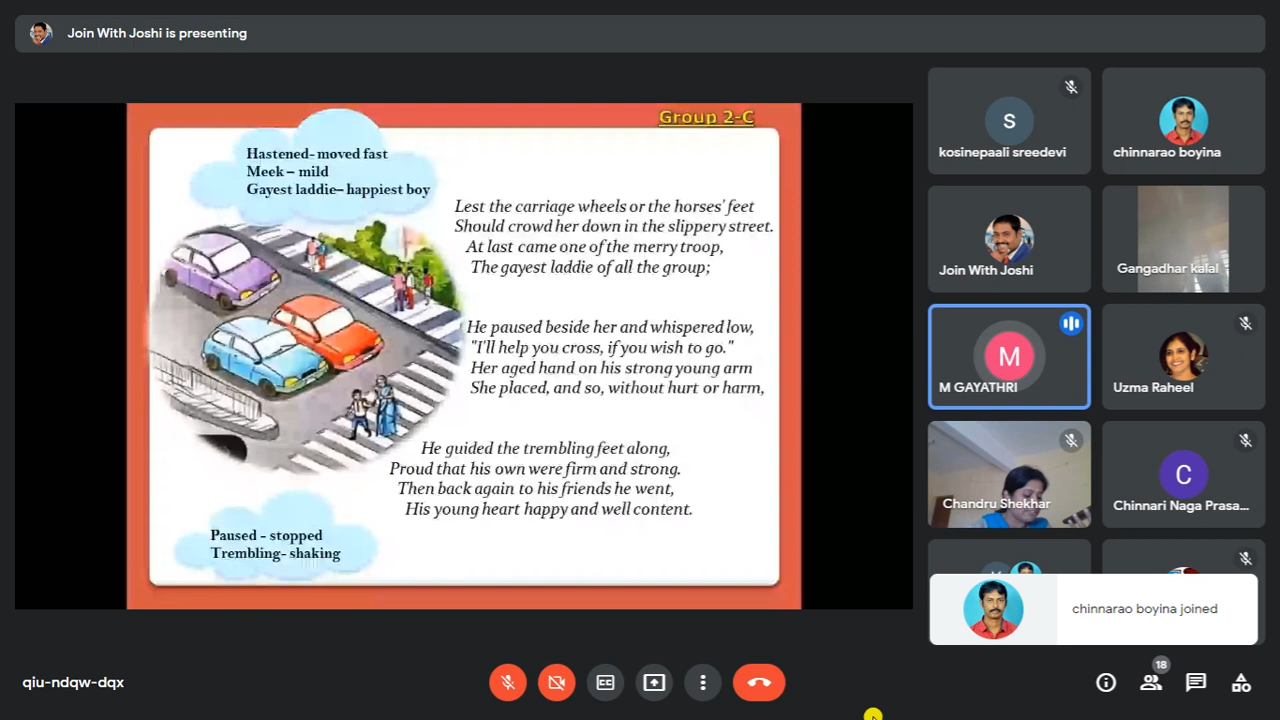 Join With Joshi is presenting
Group 2-C
Hastened- moved fast
Meek – mild
Gayest laddie– happiest boy
Lest the carriage wheels or the horses' feet
Should crowd her down in the slippery street.
At last came one of the merry troop,
The gayest laddie of all the group;
He paused beside her and whispered low,
"I'll help you cross, if you wish to go."
Her aged hand on his strong young arm
She placed, and so, without hurt or harm,
He guided the trembling feet along,
Proud that his own were firm and strong.
Then back again to his friends he went,
His young heart happy and well content.
Paused - stopped
Trembling- shaking
S
kosinepaali sreedevi
chinnarao boyina
Join With Joshi
Gangadhar kalal
M
M GAYATHRI
Uzma Raheel
Chandru Shekhar
C
Chinnari Naga Prasa...
chinnarao boyina joined
qiu-ndqw-dqx
CC
18